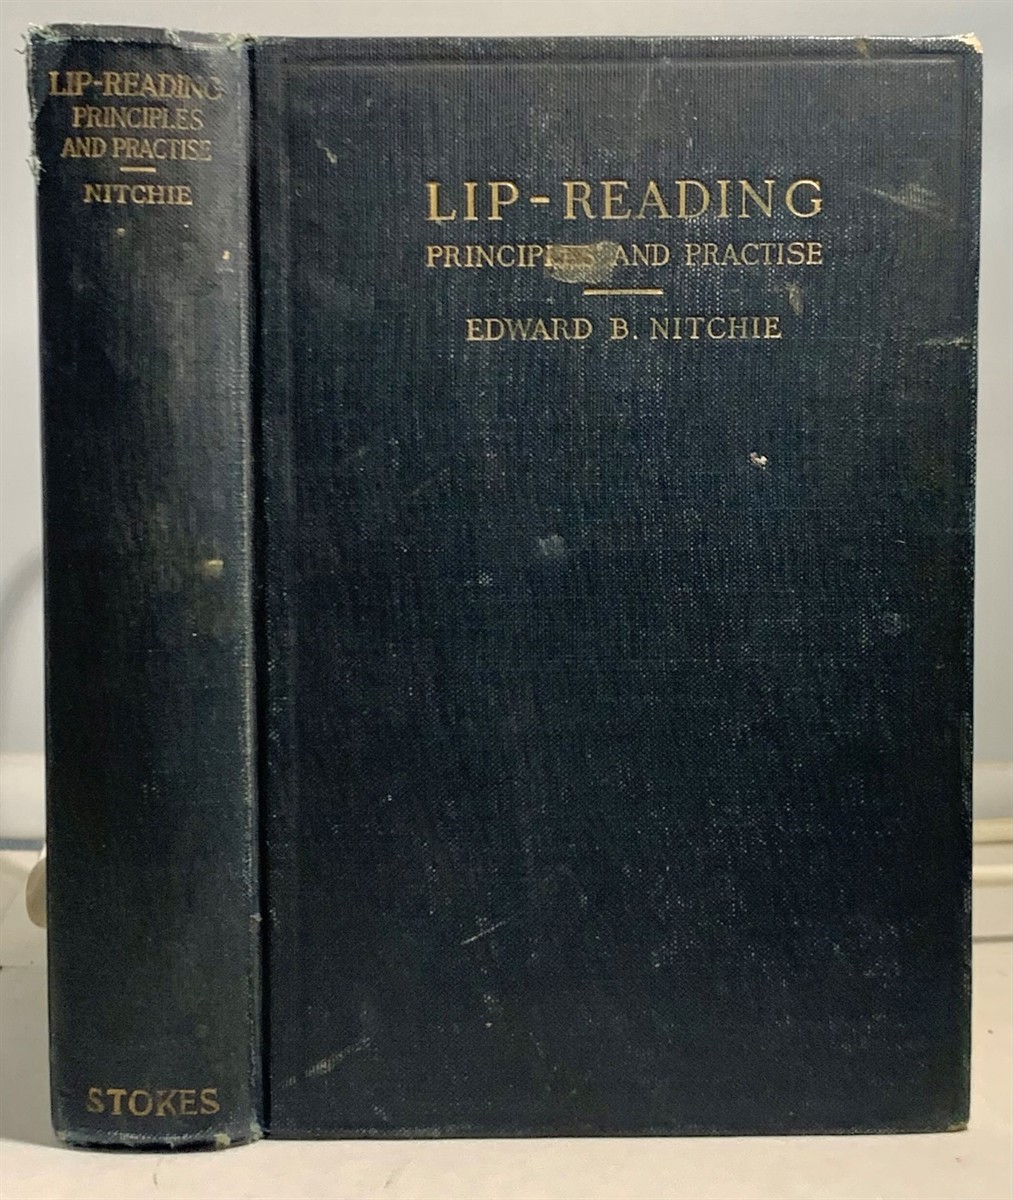 LIP-READING
PRINCIPLES
AND PRACTISE
NITCHIE
STOKES
LIP-READING
PRINCIPLES AND PRACTISE
EDWARD B. NITCHIE